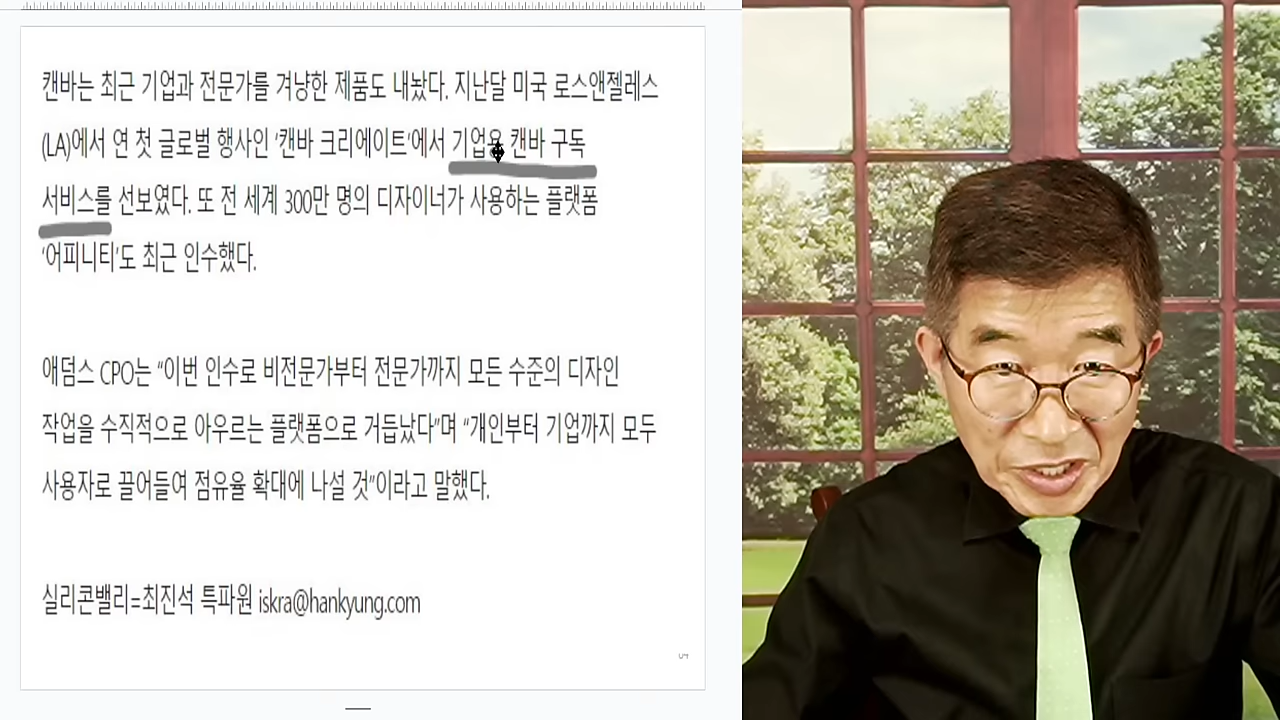 캔바는 최근 기업과 전문가를 겨냥한 제품도 내놨다. 지난달 미국 로스앤젤레스
(LA)에서 연 첫 글로벌 행사인 '캔바 크리에이트'에서 기업용 캔바 구독
서비스를 선보였다. 또 전 세계 300만 명의 디자이너가 사용하는 플랫폼
'어피니티'도 최근 인수했다.
애덤스 CPO는 “이번 인수로 비전문가부터 전문가까지 모든 수준의 디자인
작업을 수직적으로 아우르는 플랫폼으로 거듭났다”며 “개인부터 기업까지 모두
사용자로 끌어들여 점유율 확대에 나설 것”이라고 말했다.
실리콘밸리=최진석 특파원 iskra@hankyung.com